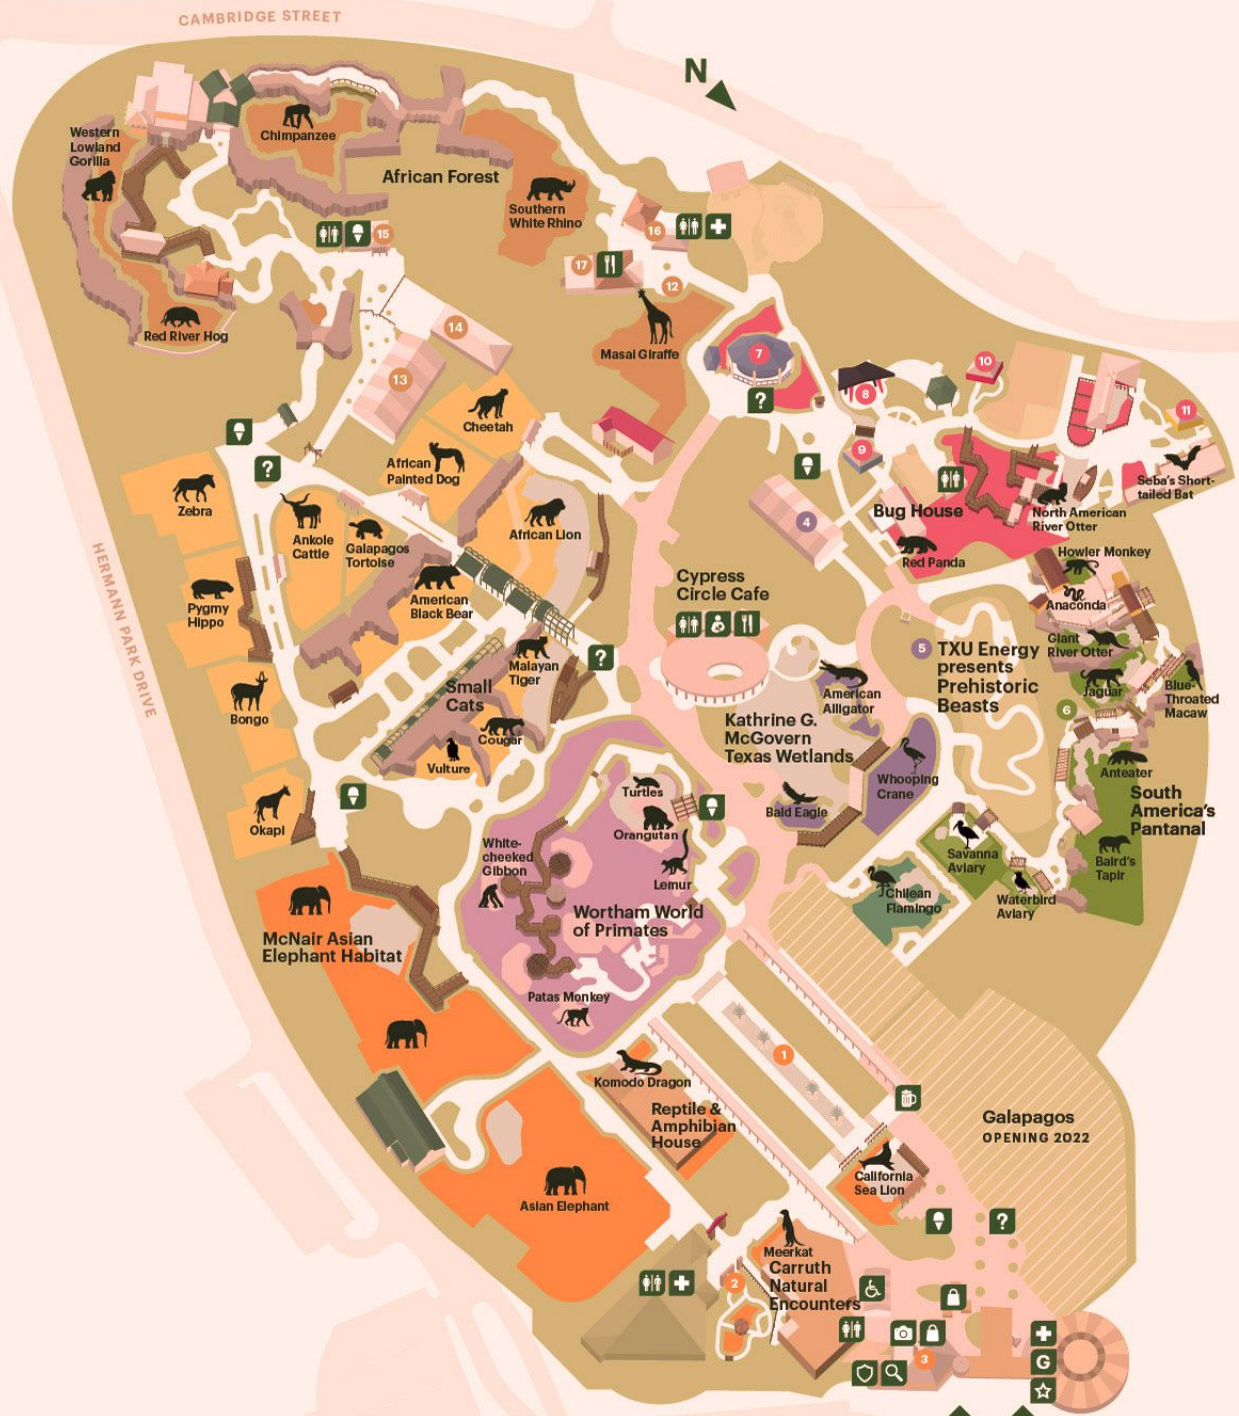 CAMBRIDGE STREET
N
Western
Lowland
Gorilla
Chimpanzee
African Forest
Southern
White Rhino
15
16
17
12
Red River Hog
14
Masai Giraffe
13
7
10
8
11
Cheetah
?
9
African
Painted Dog
?
Seba's Short-
tailed Bat
Zebra
Ankole
Cattle
Galapagos
Tortoise
African Lion
4
Bug House
North American
River Otter
Red Panda
HERMANN PARK DRIVE
Pygmy
Hippo
American
Black Bear
Cypress
Circle Cafe
Howler Monkey
Anaconda
Giant
River Otter
5
TXU Energy
presents
Prehistoric
Beasts
Malayan
Tiger
?
Small
Cats
Jaguar
Blue-
Throated
Macaw
6
Bongo
American
Alligator
Kathrine G.
McGovern
Texas Wetlands
Cougar
Vulture
Whooping
Crane
Anteater
South
America's
Pantanal
Turtles
Bald Eagle
Okapi
Orangutan
White-
cheeked
Gibbon
Lemur
Savanna
Aviary
Baird's
Tapir
Chilean
Flamingo
Waterbird
Aviary
Wortham World
of Primates
McNair Asian
Elephant Habitat
Patas Monkey
1
Komodo Dragon
Reptile &
Amphibian
House
Galapagos
OPENING 2022
California
Sea Lion
Asian Elephant
?
Meerkat
Carruth
Natural
Encounters
2
3
G